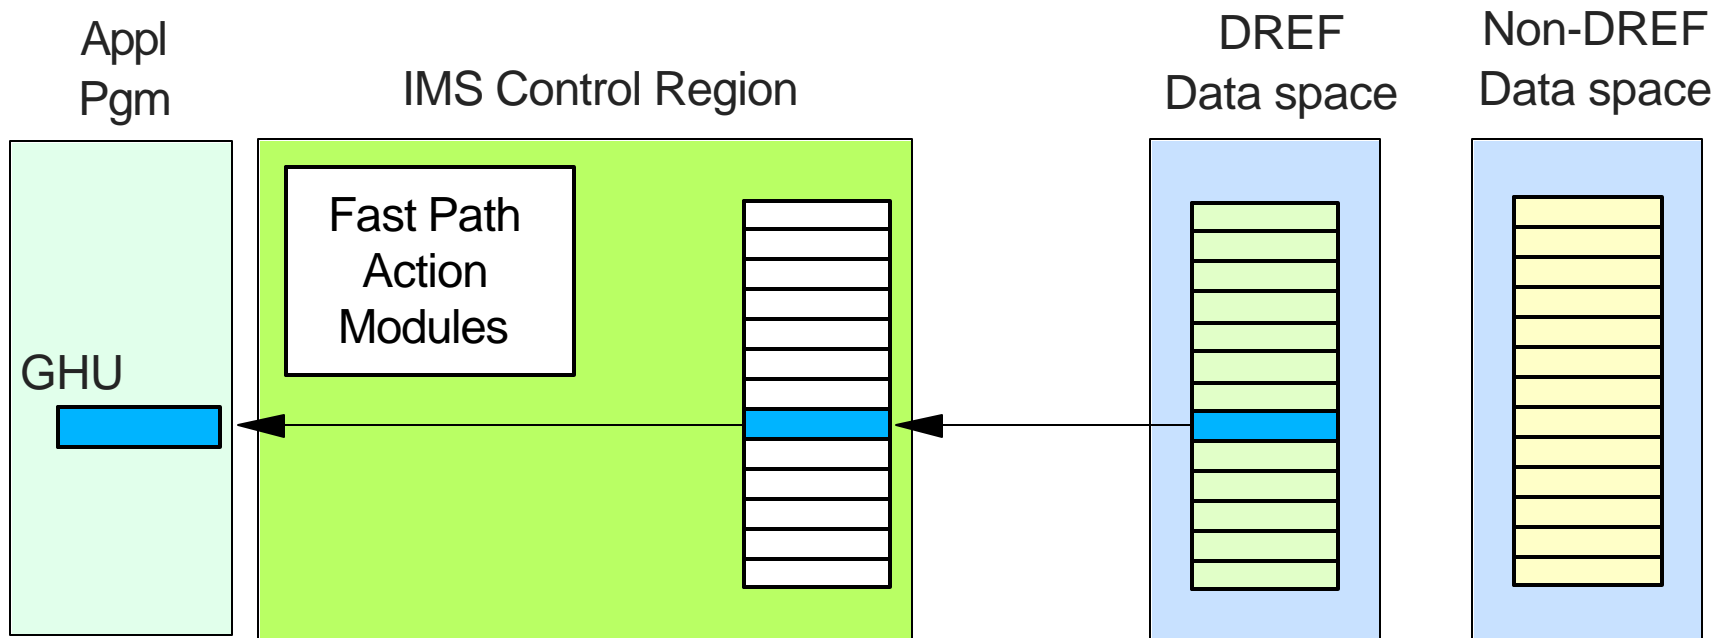 Appl
Pgm
IMS Control Region
DREF
Data space
Non-DREF
Data space
Fast Path
Action
Modules
GHU